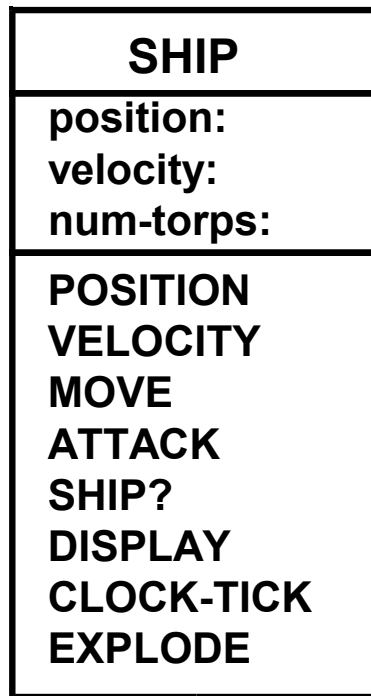 SHIP
position:
velocity:
num-torps:
POSITION
VELOCITY
MOVE
ATTACK
SHIP?
DISPLAY
CLOCK-TICK
EXPLODE